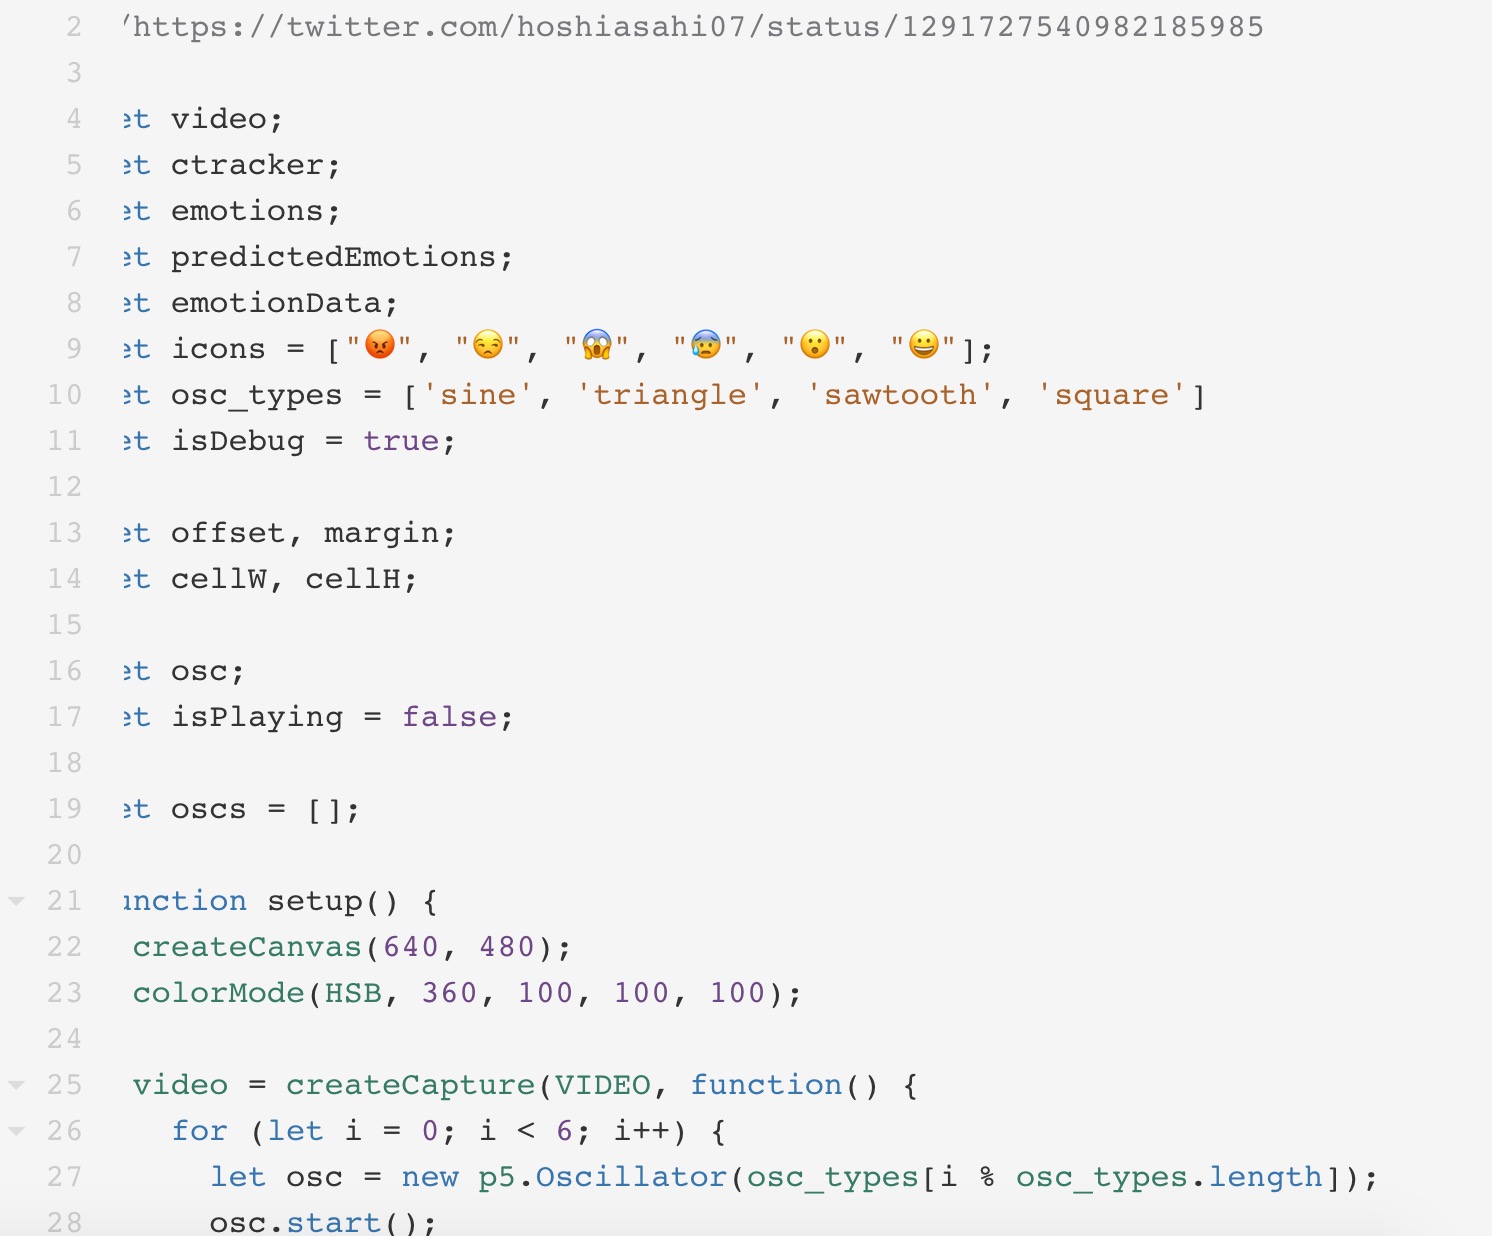 2 /https://twitter.com/hoshiasahi07/status/1291727540982185985
3
4 et video;
5 et ctracker;
6 et emotions;
7 et predictedEmotions;
8 et emotionData;
9 et icons = ["😡", "😒", "😱", "😰", "😮", "😀"];
10 et osc_types = ['sine', 'triangle', 'sawtooth', 'square']
11 et isDebug = true;
12
13 et offset, margin;
14 et cellW, cellH;
15
16 et osc;
17 et isPlaying = false;
18
19 et oscs = [];
20
21 unction setup() {
22 createCanvas(640, 480);
23 colorMode(HSB, 360, 100, 100, 100);
24
25 video = createCapture(VIDEO, function() {
26 for (let i = 0; i < 6; i++) {
27 let osc = new p5.Oscillator(osc_types[i % osc_types.length]);
28 osc.start();